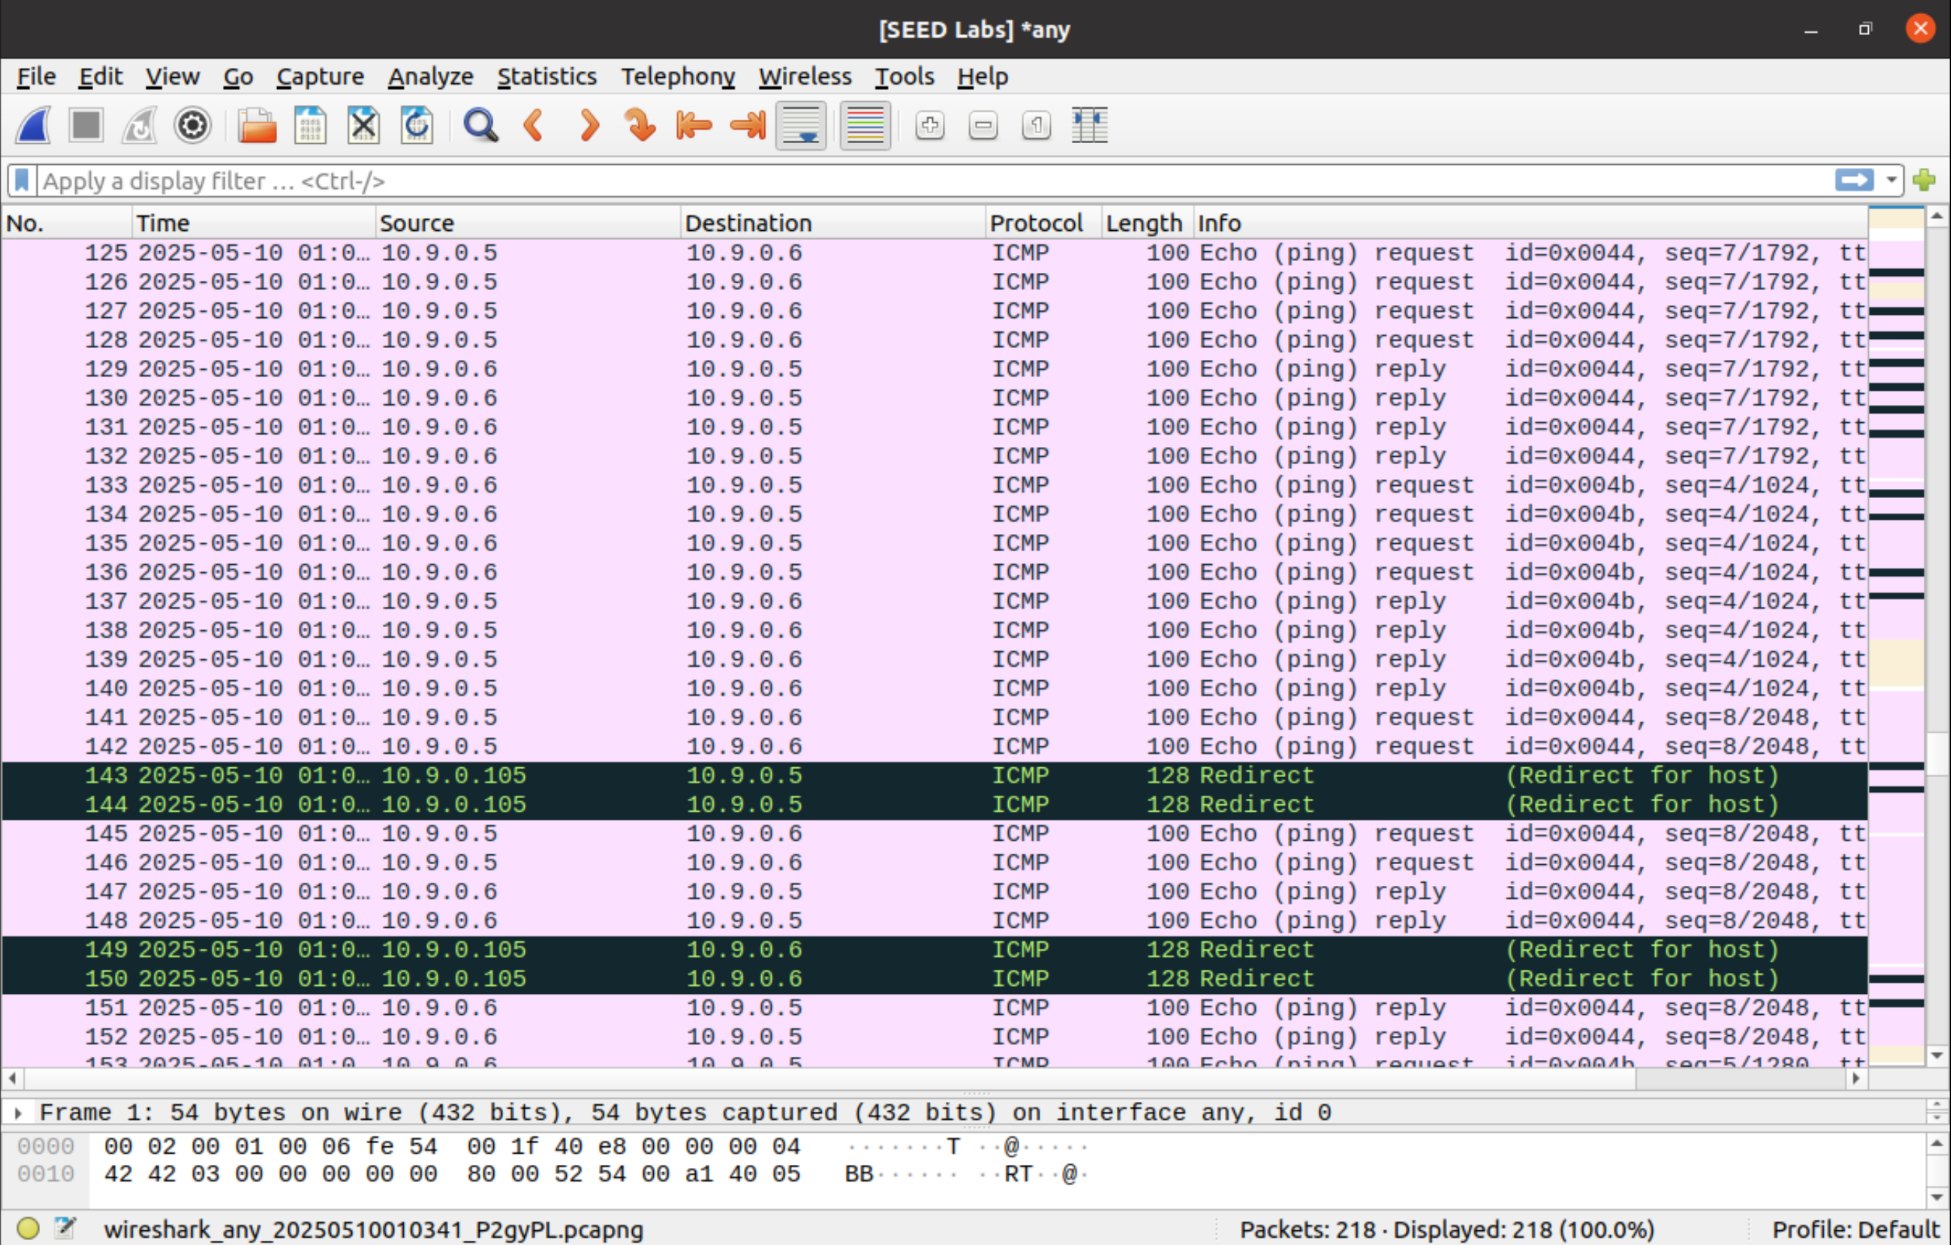 [SEED Labs] *any
File Edit View Go Capture Analyze Statistics Telephony Wireless Tools Help
Apply a display filter … <Ctrl-/>
No. Time Source Destination Protocol Length Info
125 2025-05-10 01:0… 10.9.0.5 10.9.0.6 ICMP 100 Echo (ping) request id=0x0044, seq=7/1792, tt
126 2025-05-10 01:0… 10.9.0.5 10.9.0.6 ICMP 100 Echo (ping) request id=0x0044, seq=7/1792, tt
127 2025-05-10 01:0… 10.9.0.5 10.9.0.6 ICMP 100 Echo (ping) request id=0x0044, seq=7/1792, tt
128 2025-05-10 01:0… 10.9.0.5 10.9.0.6 ICMP 100 Echo (ping) request id=0x0044, seq=7/1792, tt
129 2025-05-10 01:0… 10.9.0.6 10.9.0.5 ICMP 100 Echo (ping) reply id=0x0044, seq=7/1792, tt
130 2025-05-10 01:0… 10.9.0.6 10.9.0.5 ICMP 100 Echo (ping) reply id=0x0044, seq=7/1792, tt
131 2025-05-10 01:0… 10.9.0.6 10.9.0.5 ICMP 100 Echo (ping) reply id=0x0044, seq=7/1792, tt
132 2025-05-10 01:0… 10.9.0.6 10.9.0.5 ICMP 100 Echo (ping) reply id=0x0044, seq=7/1792, tt
133 2025-05-10 01:0… 10.9.0.6 10.9.0.5 ICMP 100 Echo (ping) request id=0x004b, seq=4/1024, tt
134 2025-05-10 01:0… 10.9.0.6 10.9.0.5 ICMP 100 Echo (ping) request id=0x004b, seq=4/1024, tt
135 2025-05-10 01:0… 10.9.0.6 10.9.0.5 ICMP 100 Echo (ping) request id=0x004b, seq=4/1024, tt
136 2025-05-10 01:0… 10.9.0.6 10.9.0.5 ICMP 100 Echo (ping) request id=0x004b, seq=4/1024, tt
137 2025-05-10 01:0… 10.9.0.5 10.9.0.6 ICMP 100 Echo (ping) reply id=0x004b, seq=4/1024, tt
138 2025-05-10 01:0… 10.9.0.5 10.9.0.6 ICMP 100 Echo (ping) reply id=0x004b, seq=4/1024, tt
139 2025-05-10 01:0… 10.9.0.5 10.9.0.6 ICMP 100 Echo (ping) reply id=0x004b, seq=4/1024, tt
140 2025-05-10 01:0… 10.9.0.5 10.9.0.6 ICMP 100 Echo (ping) reply id=0x004b, seq=4/1024, tt
141 2025-05-10 01:0… 10.9.0.5 10.9.0.6 ICMP 100 Echo (ping) request id=0x0044, seq=8/2048, tt
142 2025-05-10 01:0… 10.9.0.5 10.9.0.6 ICMP 100 Echo (ping) request id=0x0044, seq=8/2048, tt
143 2025-05-10 01:0… 10.9.0.105 10.9.0.5 ICMP 128 Redirect (Redirect for host)
144 2025-05-10 01:0… 10.9.0.105 10.9.0.5 ICMP 128 Redirect (Redirect for host)
145 2025-05-10 01:0… 10.9.0.5 10.9.0.6 ICMP 100 Echo (ping) request id=0x0044, seq=8/2048, tt
146 2025-05-10 01:0… 10.9.0.5 10.9.0.6 ICMP 100 Echo (ping) request id=0x0044, seq=8/2048, tt
147 2025-05-10 01:0… 10.9.0.6 10.9.0.5 ICMP 100 Echo (ping) reply id=0x0044, seq=8/2048, tt
148 2025-05-10 01:0… 10.9.0.6 10.9.0.5 ICMP 100 Echo (ping) reply id=0x0044, seq=8/2048, tt
149 2025-05-10 01:0… 10.9.0.105 10.9.0.6 ICMP 128 Redirect (Redirect for host)
150 2025-05-10 01:0… 10.9.0.105 10.9.0.6 ICMP 128 Redirect (Redirect for host)
151 2025-05-10 01:0… 10.9.0.6 10.9.0.5 ICMP 100 Echo (ping) reply id=0x0044, seq=8/2048, tt
152 2025-05-10 01:0… 10.9.0.6 10.9.0.5 ICMP 100 Echo (ping) reply id=0x0044, seq=8/2048, tt
153 2025-05-10 01:0… 10.9.0.6 10.9.0.5 ICMP 100 Echo (ping) request id=0x004b, seq=5/1280, tt
Frame 1: 54 bytes on wire (432 bits), 54 bytes captured (432 bits) on interface any, id 0
0000 00 02 00 01 00 06 fe 54 00 1f 40 e8 00 00 00 04 ·······T ··@·····
0010 42 42 03 00 00 00 00 00 80 00 52 54 00 a1 40 05 BB······ ··RT··@·
wireshark_any_20250510010341_P2gyPL.pcapng Packets: 218 · Displayed: 218 (100.0%) Profile: Default